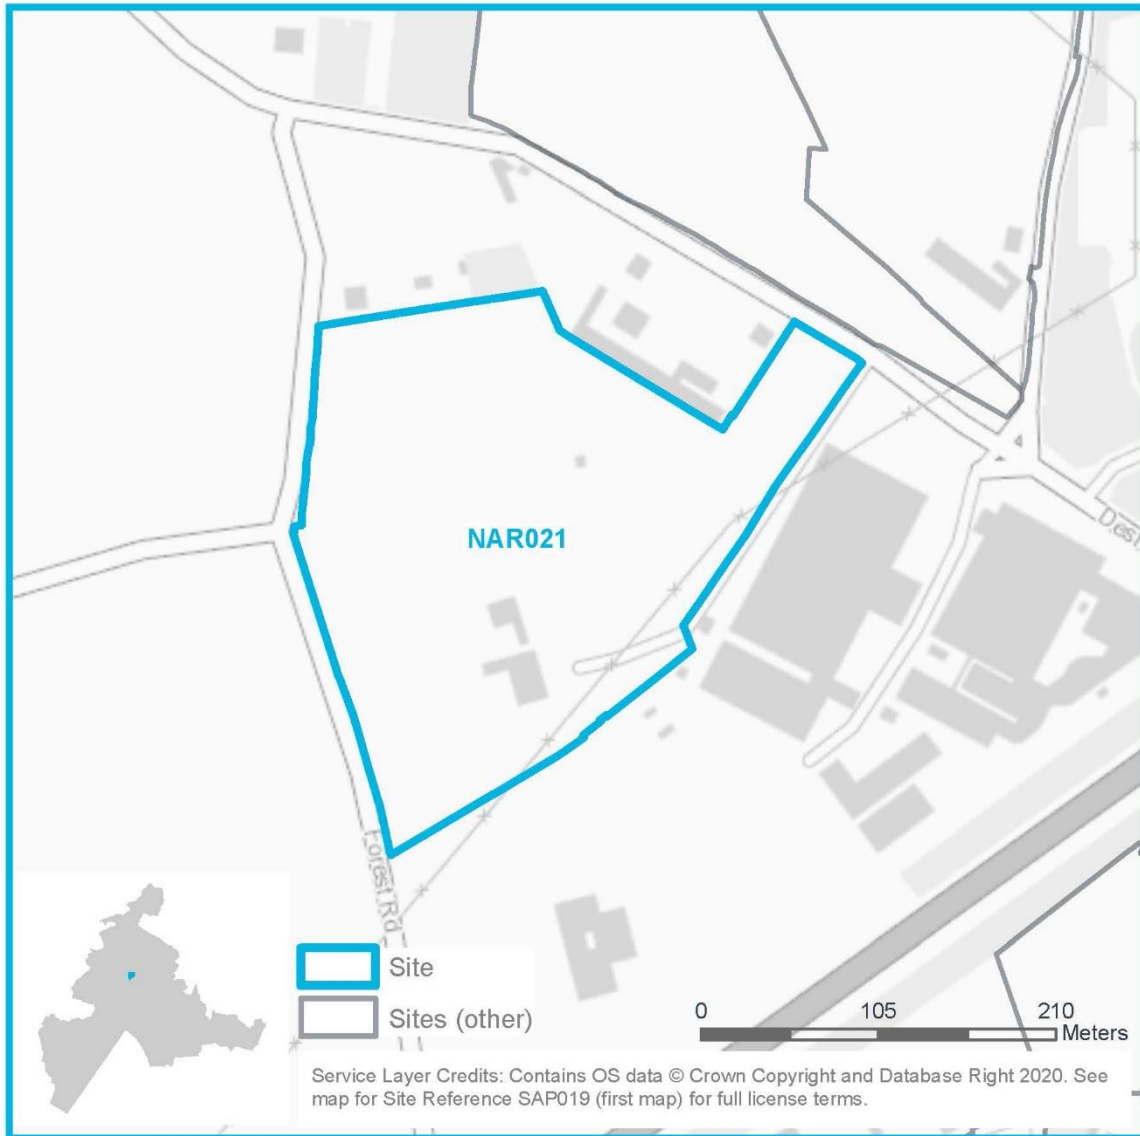 NAR021
Forest Rd
Site
Sites (other)
0 105 210
Meters
Service Layer Credits: Contains OS data © Crown Copyright and Database Right 2020. See
map for Site Reference SAP019 (first map) for full license terms.